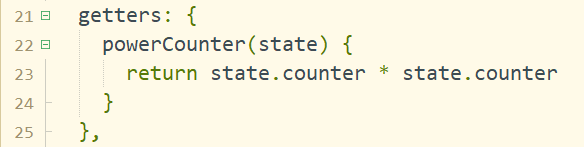 21 getters: {
22 powerCounter(state) {
23 return state.counter * state.counter
24 }
25 },